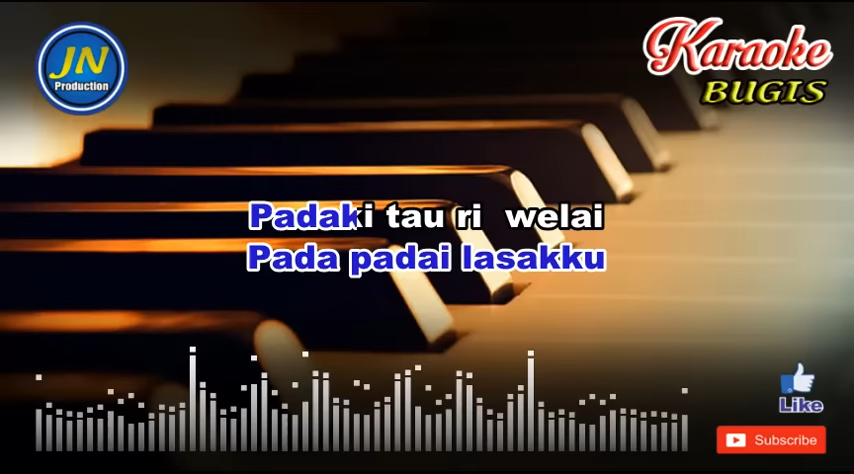 JN
Production
Karaoke
BUGIS
Padaki tau ri welai
Pada padai lasakku
Like
Subscribe